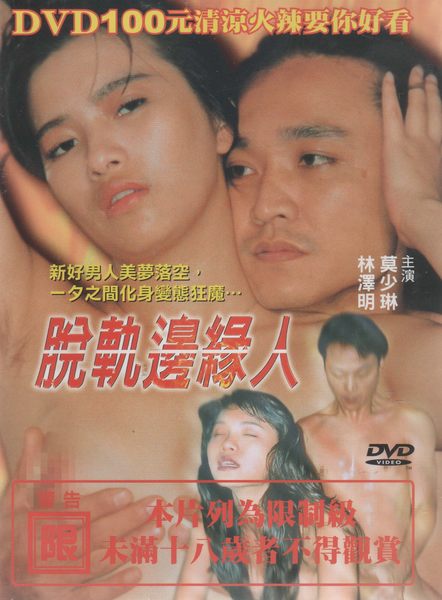 DVD100元清涼火辣要你好看
新好男人美夢落空，
一夕之間化身變態狂魔…
主演
莫少琳
林澤明
脫軌邊緣人
DVD
VIDEO
警告
限
本片列為限制級
未滿十八歲者不得觀賞